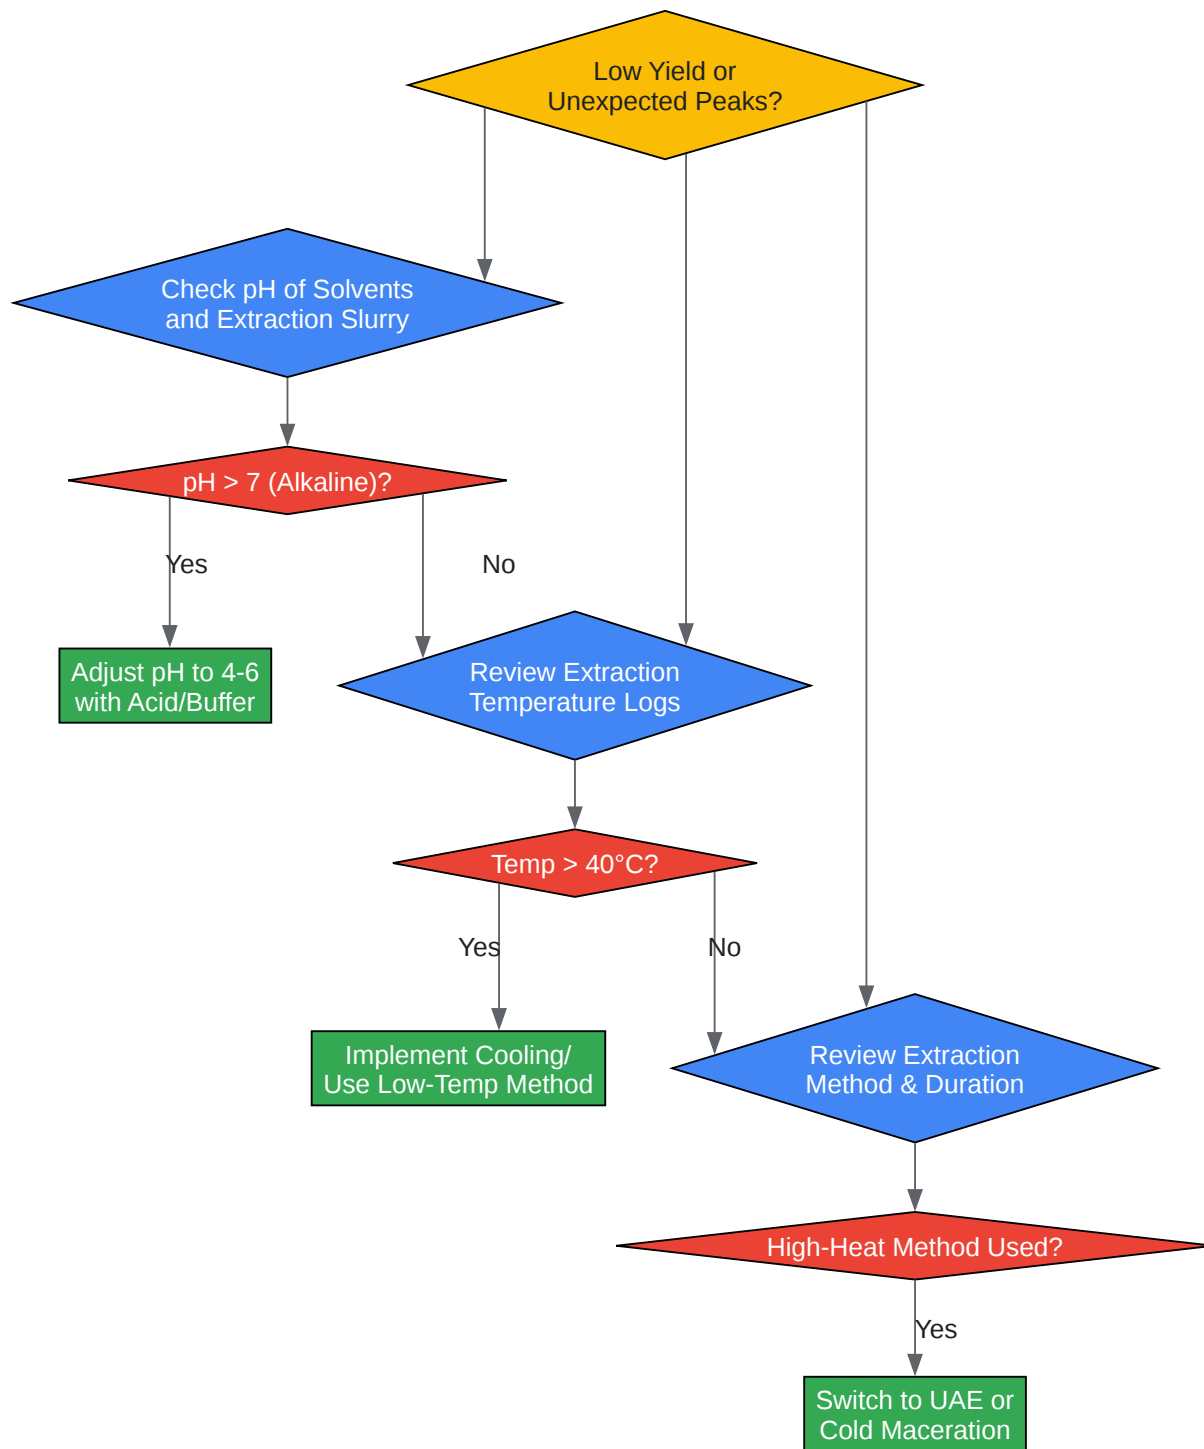 Low Yield or
Unexpected Peaks?
Check pH of Solvents
and Extraction Slurry
pH > 7 (Alkaline)?
Yes
No
Adjust pH to 4-6
with Acid/Buffer
Review Extraction
Temperature Logs
Temp > 40°C?
Yes
No
Implement Cooling/
Use Low-Temp Method
Review Extraction
Method & Duration
High-Heat Method Used?
Yes
Switch to UAE or
Cold Maceration